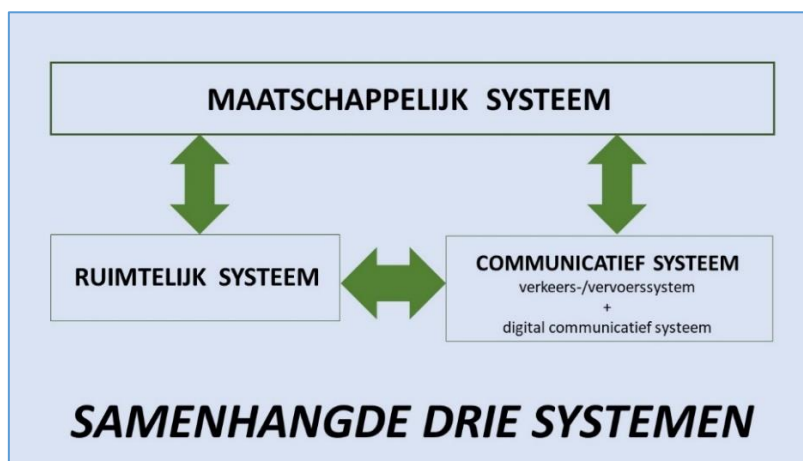 MAATSCHAPPELIJK SYSTEEM
RUIMTELIJK SYSTEEM
COMMUNICATIEF SYSTEEM
verkeers-/vervoerssystem
+
digital communicatief systeem
SAMENHANGDE DRIE SYSTEMEN